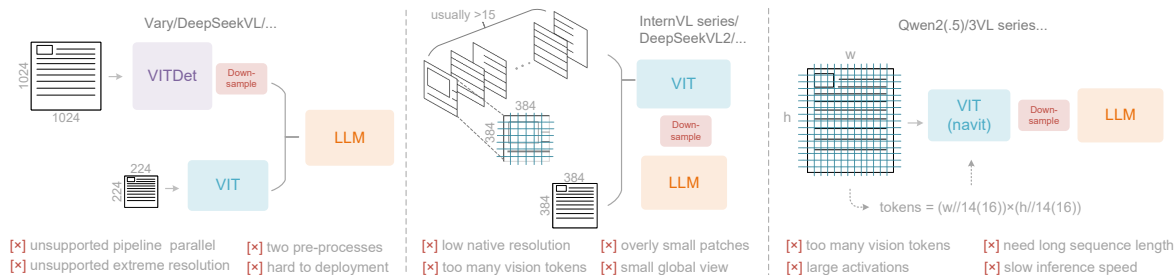 Vary/DeepSeekVL/...
1024
1024
VITDet
Down-
sample
LLM
224
224
VIT
[×] unsupported pipeline parallel
[×] two pre-processes
[×] unsupported extreme resolution
[×] hard to deployment
usually >15
InternVL series/
DeepSeekVL2/...
384
384
VIT
Down-
sample
LLM
384
384
[×] low native resolution
[×] overly small patches
[×] too many vision tokens
[×] small global view
Qwen2(.5)/3VL series...
w
h
VIT
(navit)
Down-
sample
LLM
tokens = (w//14(16))×(h//14(16))
[×] too many vision tokens
[×] need long sequence length
[×] large activations
[×] slow inference speed